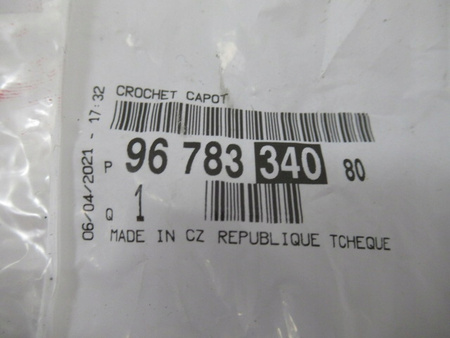 CROCHET CAPOT
P 96 783 340 80
Q 1
MADE IN CZ REPUBLIQUE TCHEQUE
06/04/2021 - 17:32